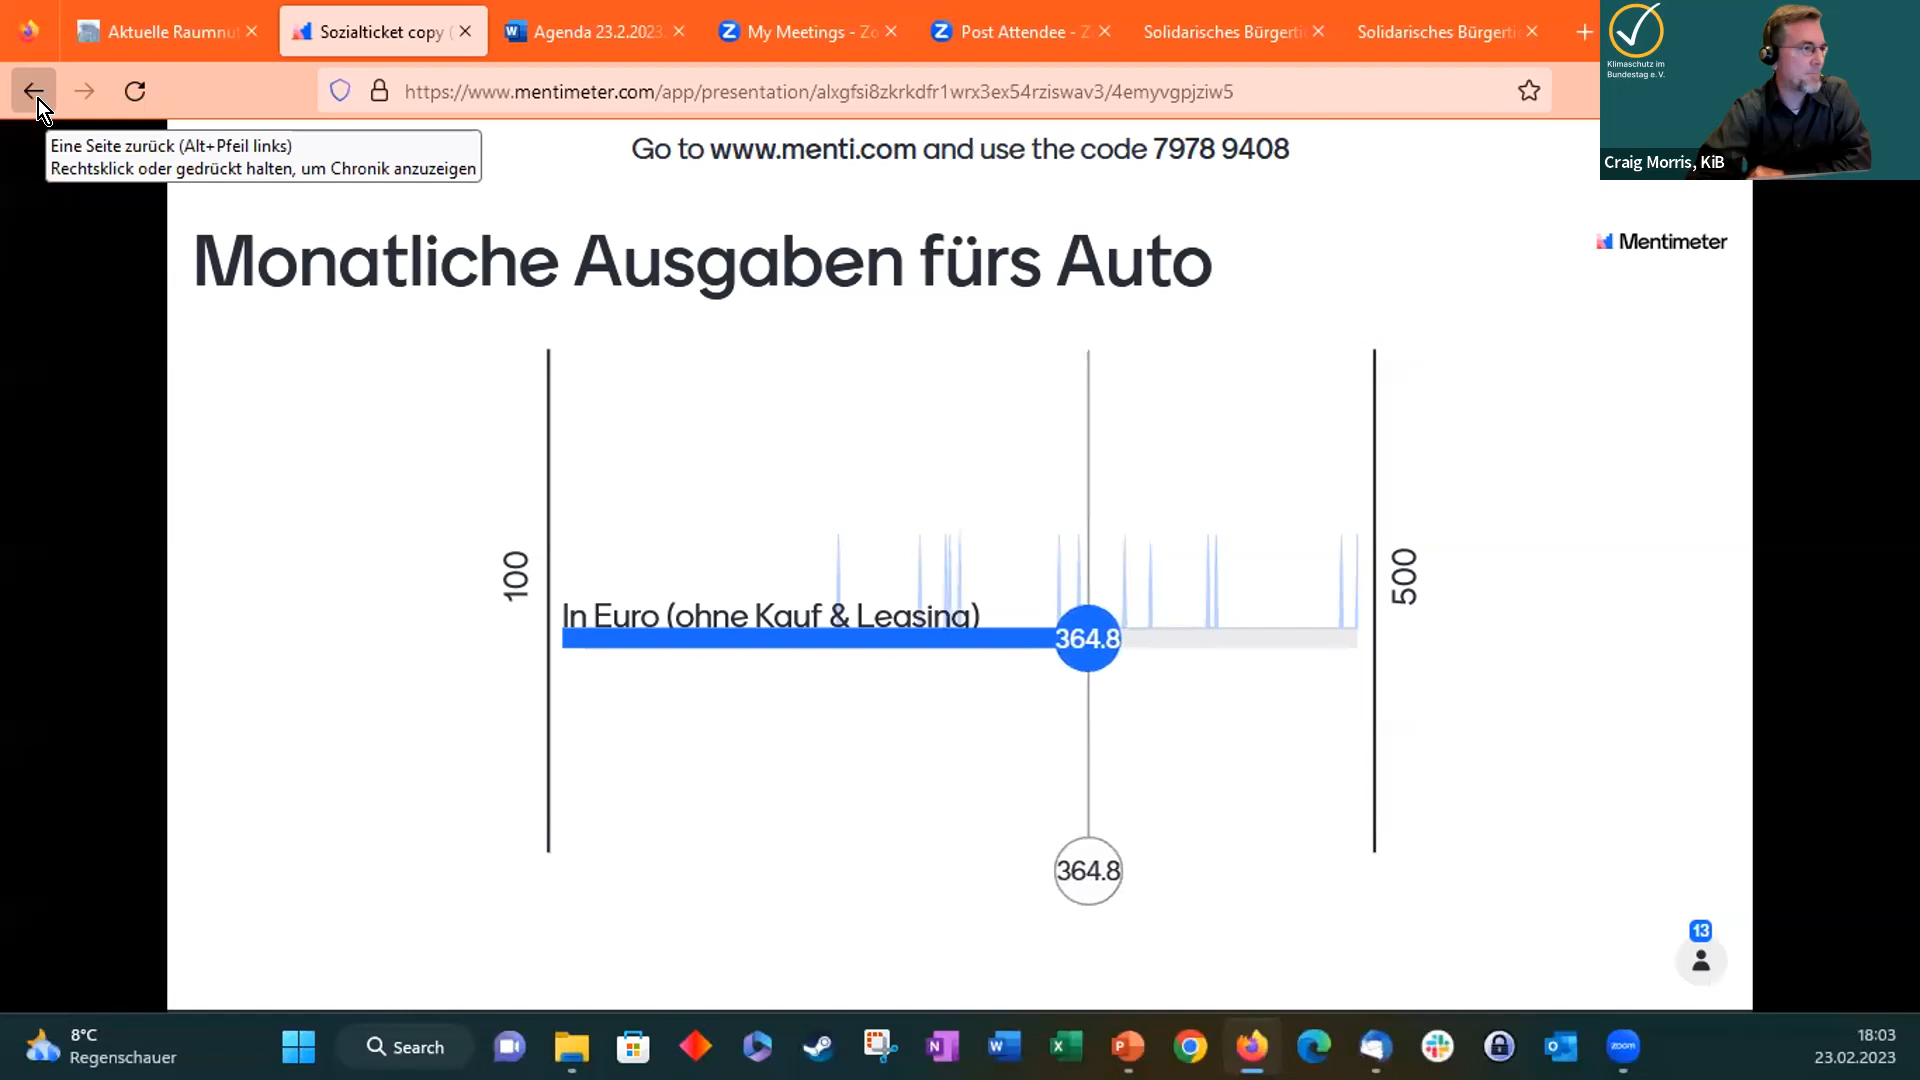 Aktuelle Raumnu
Sozialticket copy (
Agenda 23.2.2023.
My Meetings - Zo
Post Attendee - Z
Solidarisches Bürgerti
Solidarisches Bürgerti
https://www.mentimeter.com/app/presentation/alxgfsi8zkrkdfr1wrx3ex54rziswav3/4emyvgpjziw5
Klimaschutz im
Bundestag e. V.
Craig Morris, KiB
Eine Seite zurück (Alt+Pfeil links)
Rechtsklick oder gedrückt halten, um Chronik anzuzeigen
Go to www.menti.com and use the code 7978 9408
Monatliche Ausgaben fürs Auto
Mentimeter
100
In Euro (ohne Kauf & Leasing)
364.8
500
364.8
13
8°C
Regenschauer
Search
zoom
18:03
23.02.2023